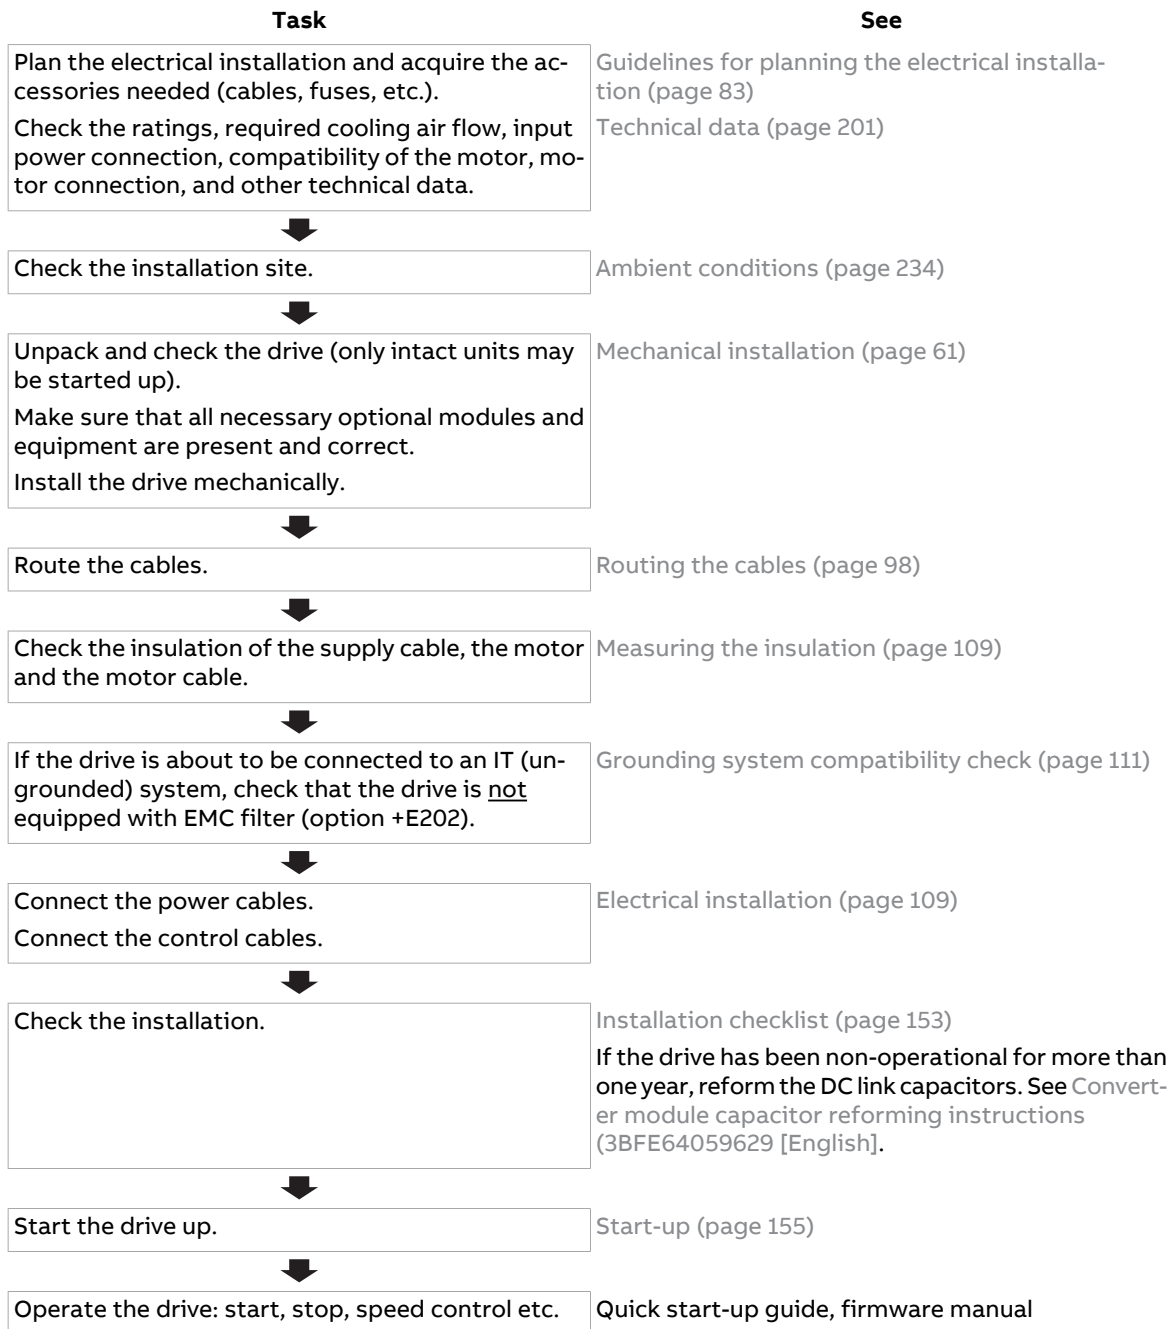 Task See
Plan the electrical installation and acquire the ac-
cessories needed (cables, fuses, etc.).
Check the ratings, required cooling air flow, input
power connection, compatibility of the motor, mo-
tor connection, and other technical data.
Guidelines for planning the electrical installa-
tion (page 83)
Technical data (page 201)
Check the installation site.
Ambient conditions (page 234)
Unpack and check the drive (only intact units may
be started up).
Make sure that all necessary optional modules and
equipment are present and correct.
Install the drive mechanically.
Mechanical installation (page 61)
Route the cables.
Routing the cables (page 98)
Check the insulation of the supply cable, the motor
and the motor cable.
Measuring the insulation (page 109)
If the drive is about to be connected to an IT (un-
grounded) system, check that the drive is not
equipped with EMC filter (option +E202).
Grounding system compatibility check (page 111)
Connect the power cables.
Connect the control cables.
Electrical installation (page 109)
Check the installation.
Installation checklist (page 153)
If the drive has been non-operational for more than
one year, reform the DC link capacitors. See Convert-
er module capacitor reforming instructions
(3BFE64059629 [English].
Start the drive up.
Start-up (page 155)
Operate the drive: start, stop, speed control etc.
Quick start-up guide, firmware manual